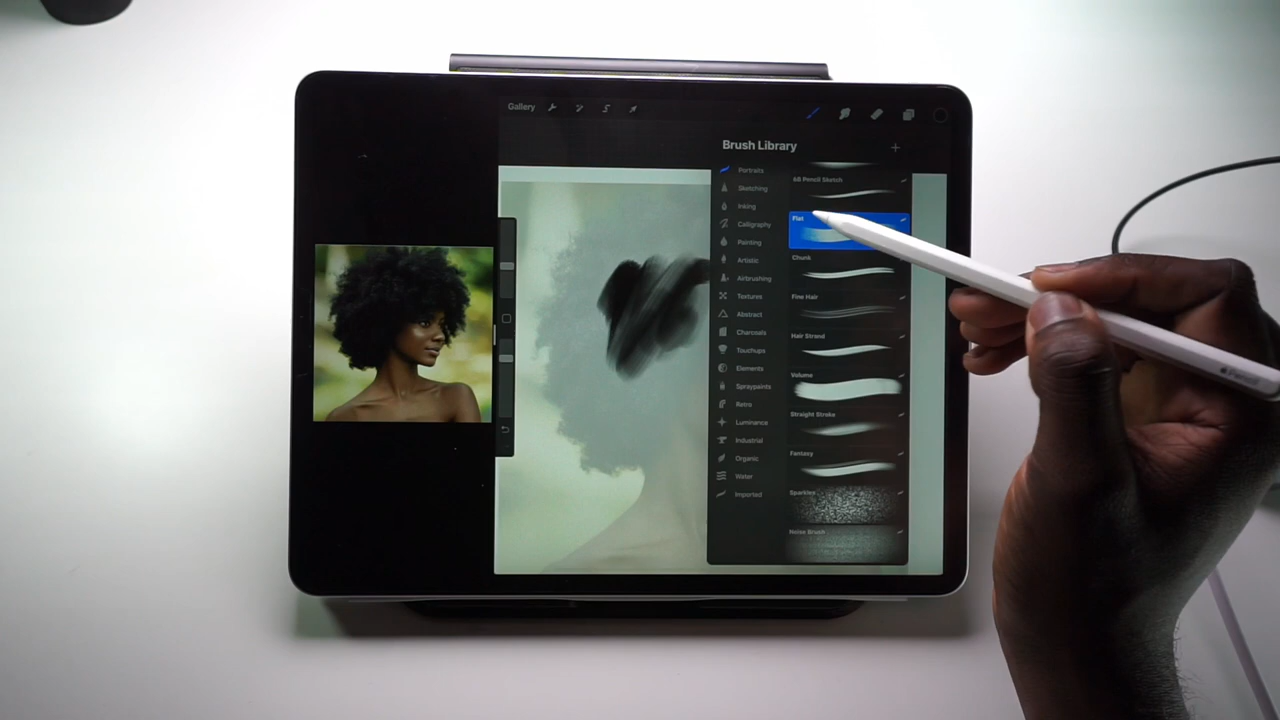 Gallery
Brush Library
Portraits
Sketching
Inking
Calligraphy
Painting
Artistic
Airbrushing
Textures
Abstract
Charcoals
Touchups
Elements
Spraypaints
Retro
Luminance
Industrial
Organic
Water
Imported
6B Pencil Sketch
Flat
Chunk
Fine Hair
Hair Strand
Volume
Straight Stroke
Fantasy
Sparkles
Noise Brush
Pencil